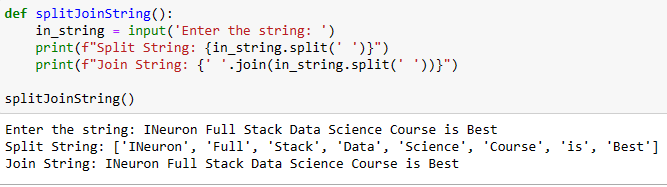 def splitJoinString():
    in_string = input('Enter the string: ')
    print(f"Split String: {in_string.split(' ')}")
    print(f"Join String: {' '.join(in_string.split(' '))}")
splitJoinString()
Enter the string: INeuron Full Stack Data Science Course is Best
Split String: ['INeuron', 'Full', 'Stack', 'Data', 'Science', 'Course', 'is', 'Best']
Join String: INeuron Full Stack Data Science Course is Best